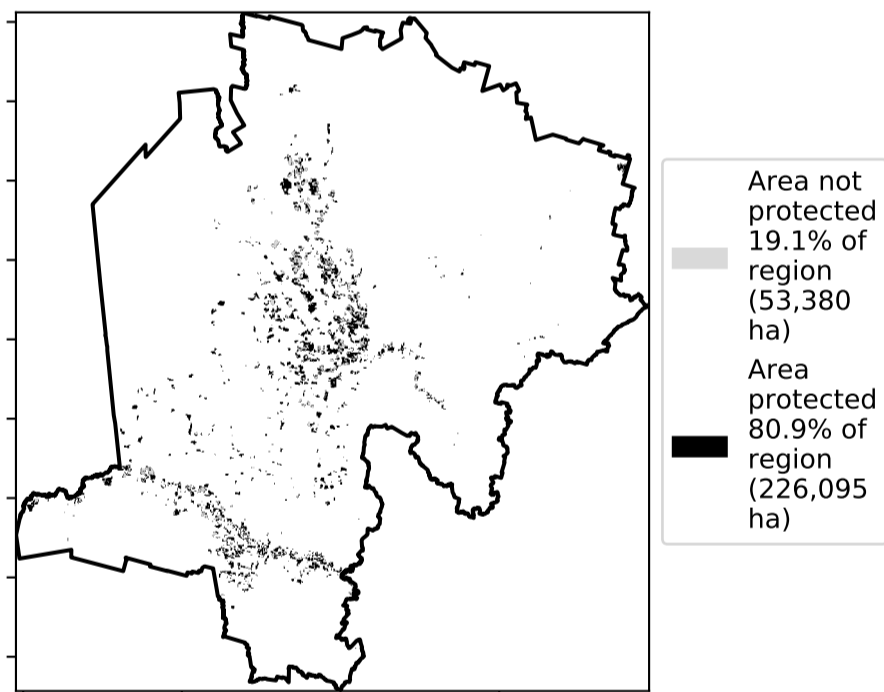 Area not
protected
19.1% of
region
(53,380
ha)
Area
protected
80.9% of
region
(226,095
ha)